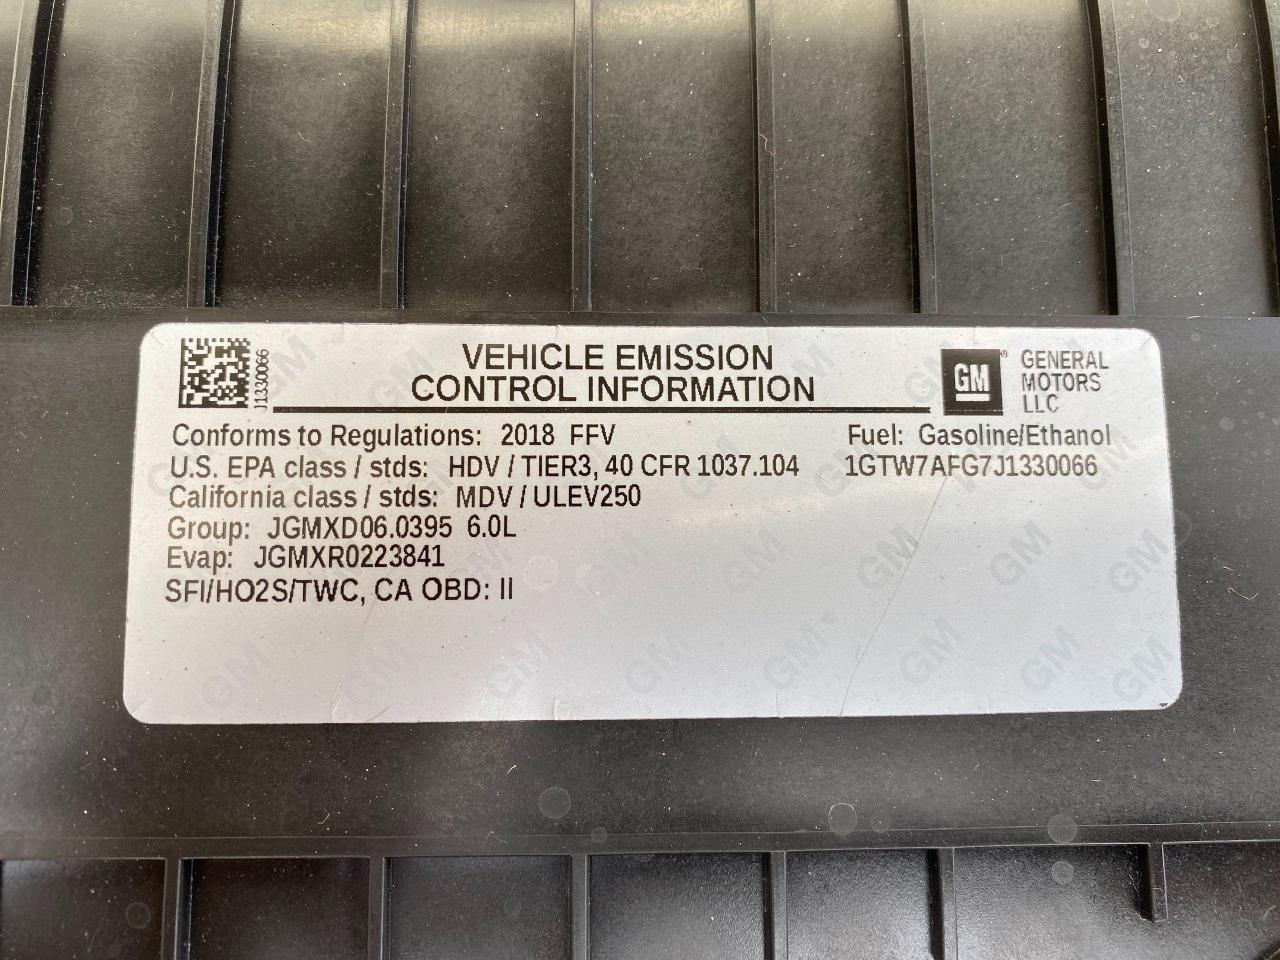 J1330066
VEHICLE EMISSION
CONTROL INFORMATION
GM
GENERAL
MOTORS
LLC
Conforms to Regulations: 2018 FFV
Fuel: Gasoline/Ethanol
U.S. EPA class / stds: HDV / TIER3, 40 CFR 1037.104
1GTW7AFG7J1330066
California class / stds: MDV / ULEV250
Group: JGMXD06.0395 6.0L
Evap: JGMXR0223841
SFI/HO2S/TWC, CA OBD: II